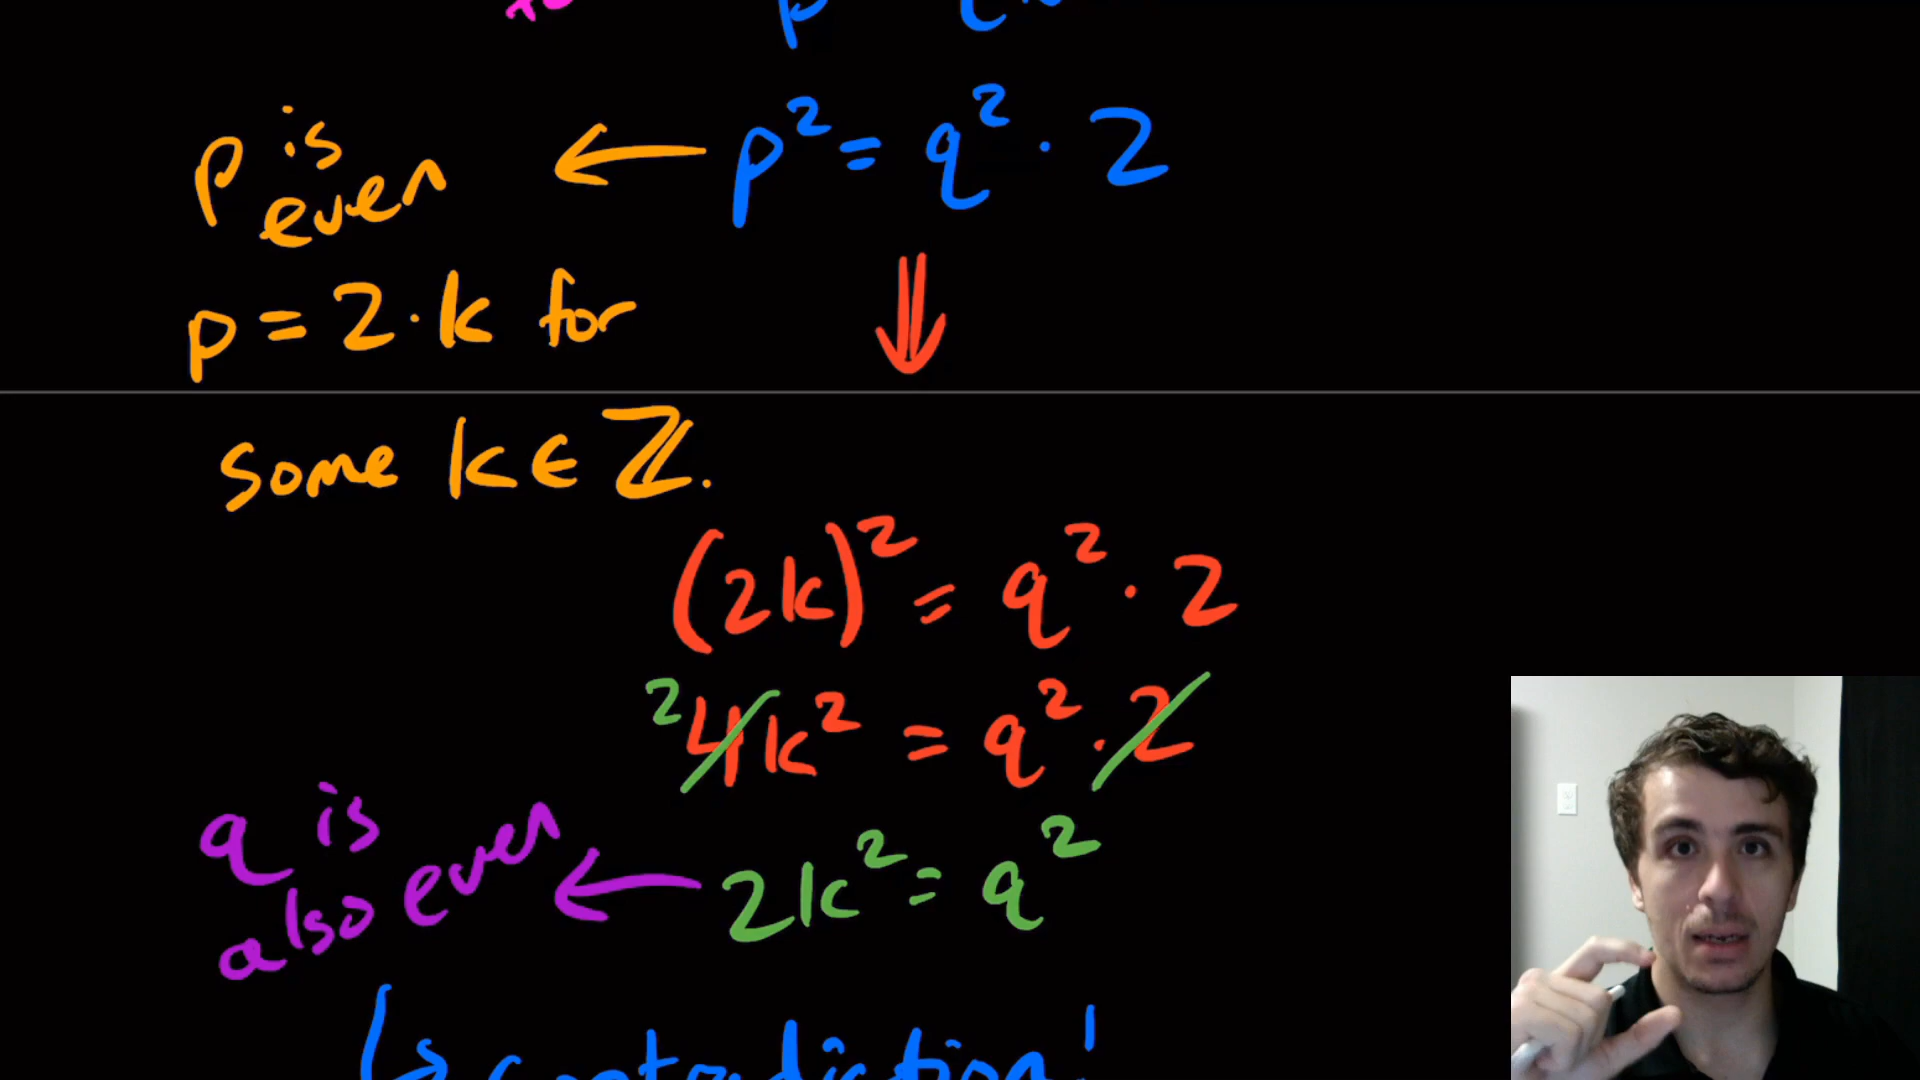 p is even ← p² = q² · 2
p = 2 · k for
⇓
some k ∈ ℤ.
(2k)² = q² · 2
²4k² = q² · 2
q is also even ← 2k² = q²
↳ contradiction!